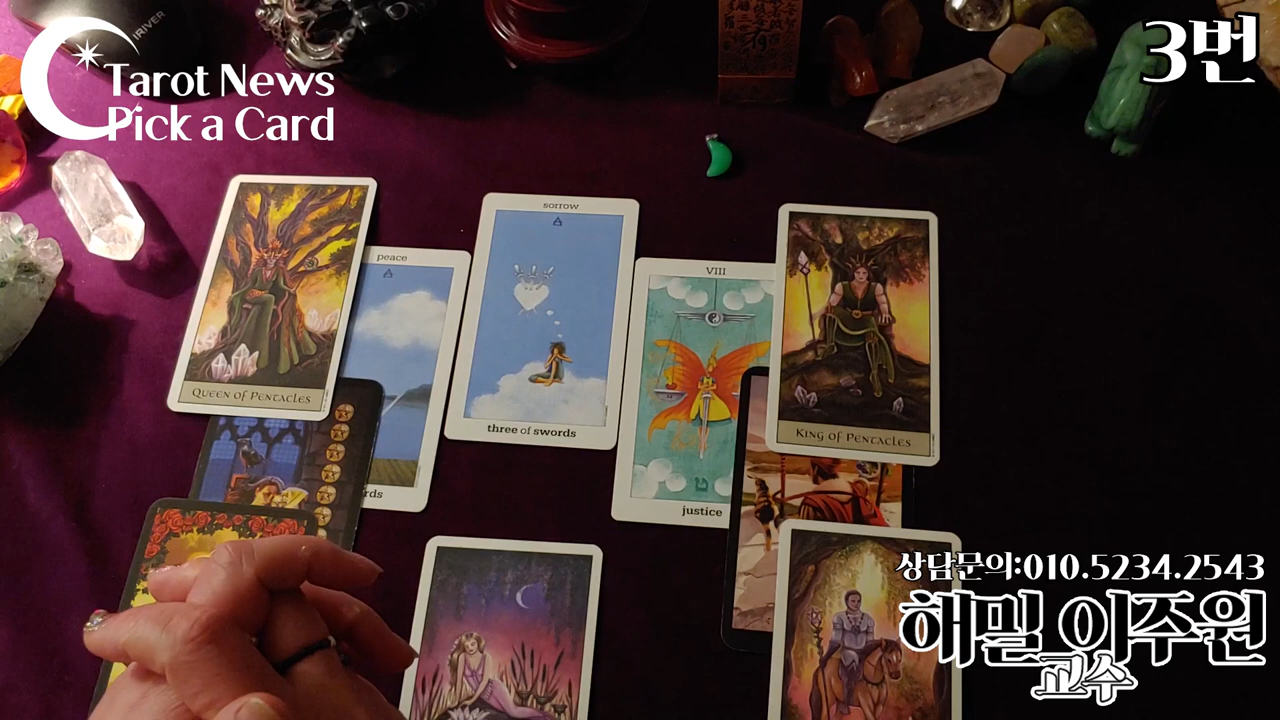 IRIVER
Tarot News
Pick a Card
3번
peace
sorrow
VIII
QUEEN OF PENTACLES
three of swords
KING OF PENTACLES
rds
justice
상담문의:010.5234.2543
해밀 이주원
교수